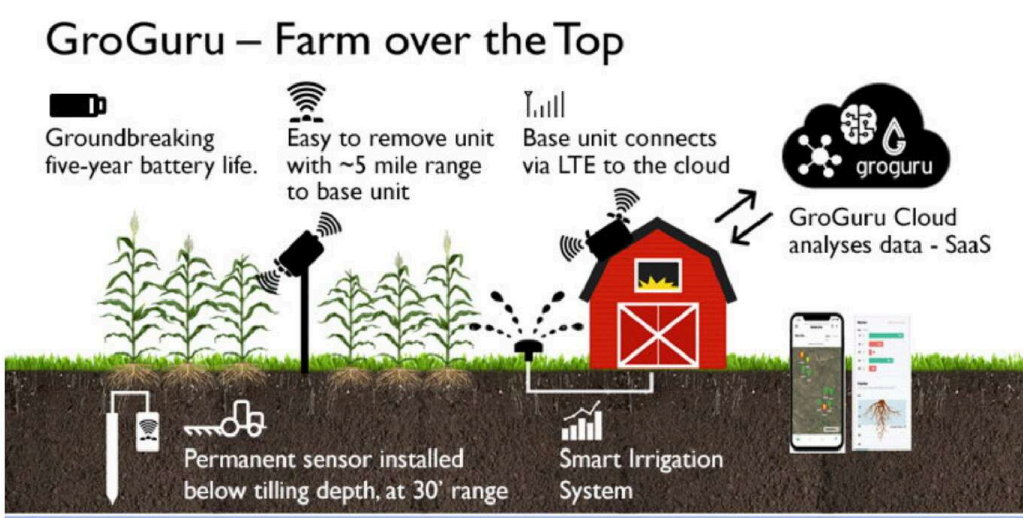 GroGuru – Farm over the Top
Groundbreaking
five-year battery life.
Easy to remove unit
with ~5 mile range
to base unit
Base unit connects
via LTE to the cloud
groguru
GroGuru Cloud
analyses data - SaaS
Permanent sensor installed
below tilling depth, at 30' range
Smart Irrigation
System